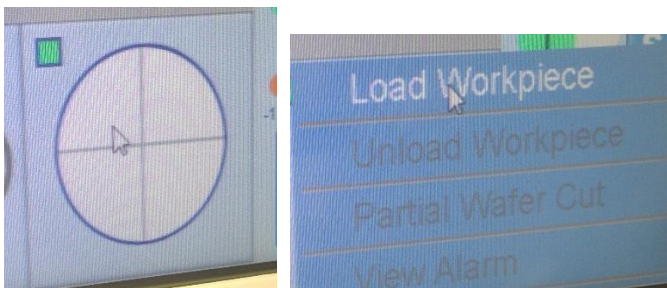 Load Workpiece
Unload Workpiece
Partial Wafer Cut
View Alarm